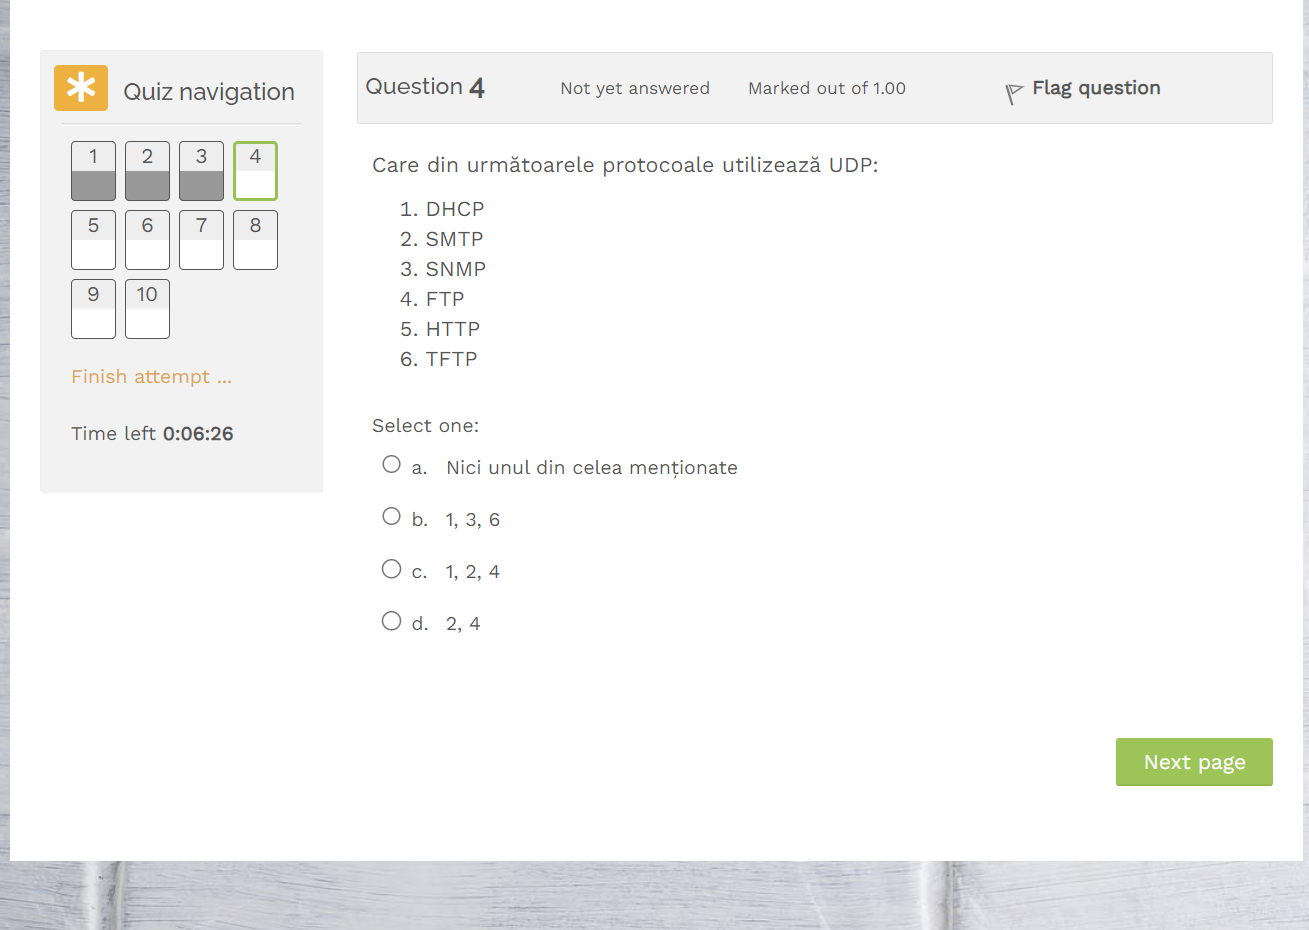 Quiz navigation
1 2 3 4
5 6 7 8
9 10
Finish attempt ...
Time left 0:06:26
Question 4
Not yet answered
Marked out of 1.00
Flag question
Care din următoarele protocoale utilizează UDP:
1. DHCP
2. SMTP
3. SNMP
4. FTP
5. HTTP
6. TFTP
Select one:
a. Nici unul din celea menționate
b. 1, 3, 6
c. 1, 2, 4
d. 2, 4
Next page